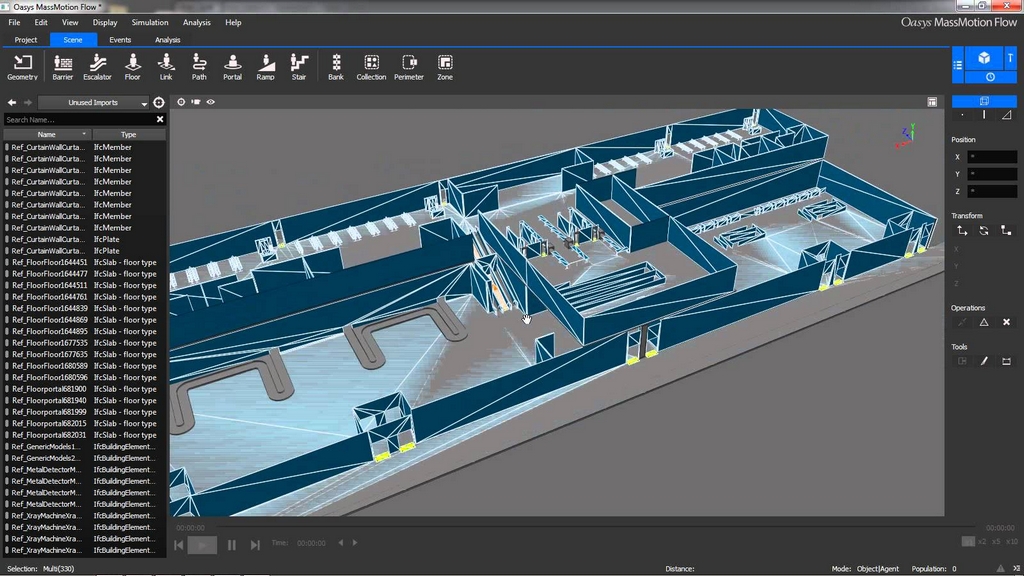 Oasys MassMotion Flow *
File Edit View Display Simulation Analysis Help
Oasys MassMotion Flow
Project Scene Events Analysis
Geometry Barrier Escalator Floor Link Path Portal Ramp Stair Bank Collection Perimeter Zone
Unused Imports
Search Name...
Name Type
Ref_CurtainWallCurta... IfcMember
Ref_CurtainWallCurta... IfcMember
Ref_CurtainWallCurta... IfcMember
Ref_CurtainWallCurta... IfcMember
Ref_CurtainWallCurta... IfcMember
Ref_CurtainWallCurta... IfcMember
Ref_CurtainWallCurta... IfcMember
Ref_CurtainWallCurta... IfcMember
Ref_CurtainWallCurta... IfcPlate
Ref_CurtainWallCurta... IfcPlate
Ref_FloorFloor1644451 IfcSlab - floor type
Ref_FloorFloor1644477 IfcSlab - floor type
Ref_FloorFloor1644511 IfcSlab - floor type
Ref_FloorFloor1644761 IfcSlab - floor type
Ref_FloorFloor1644839 IfcSlab - floor type
Ref_FloorFloor1644869 IfcSlab - floor type
Ref_FloorFloor1644895 IfcSlab - floor type
Ref_FloorFloor1677535 IfcSlab - floor type
Ref_FloorFloor1677635 IfcSlab - floor type
Ref_FloorFloor1680589 IfcSlab - floor type
Ref_FloorFloor1680596 IfcSlab - floor type
Ref_Floorportal681900 IfcSlab - floor type
Ref_Floorportal681940 IfcSlab - floor type
Ref_Floorportal681999 IfcSlab - floor type
Ref_Floorportal682015 IfcSlab - floor type
Ref_Floorportal682031 IfcSlab - floor type
Ref_GenericModels1... IfcBuildingElement...
Ref_GenericModels2... IfcBuildingElement...
Ref_MetalDetectorM... IfcBuildingElement...
Ref_MetalDetectorM... IfcBuildingElement...
Ref_MetalDetectorM... IfcBuildingElement...
Ref_MetalDetectorM... IfcBuildingElement...
Ref_XrayMachineXra... IfcBuildingElement...
Ref_XrayMachineXra... IfcBuildingElement...
Ref_XrayMachineXra... IfcBuildingElement...
Ref_XrayMachineXra... IfcBuildingElement...
Position
X *
Y *
Z *
Transform
X
Y
Z
Operations
Tools
00:00:00 00:00:00
Time: 00:00:00
x2 x5 x10
Selection: Multi(330) Distance: Mode: Object|Agent Population: 0